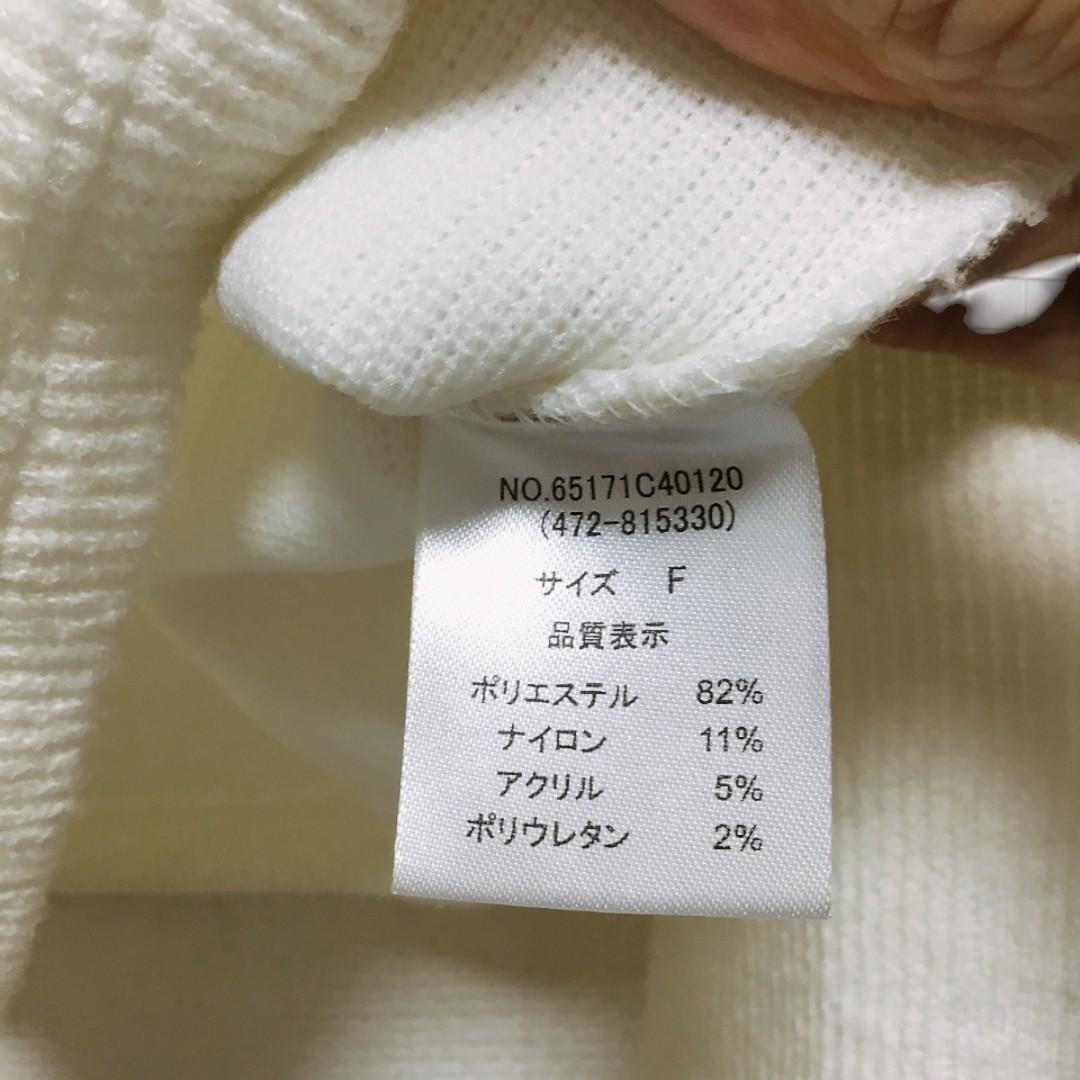 NO.65171C40120
(472-815330)
サイズ F
品質表示
ポリエステル 82%
ナイロン 11%
アクリル 5%
ポリウレタン 2%